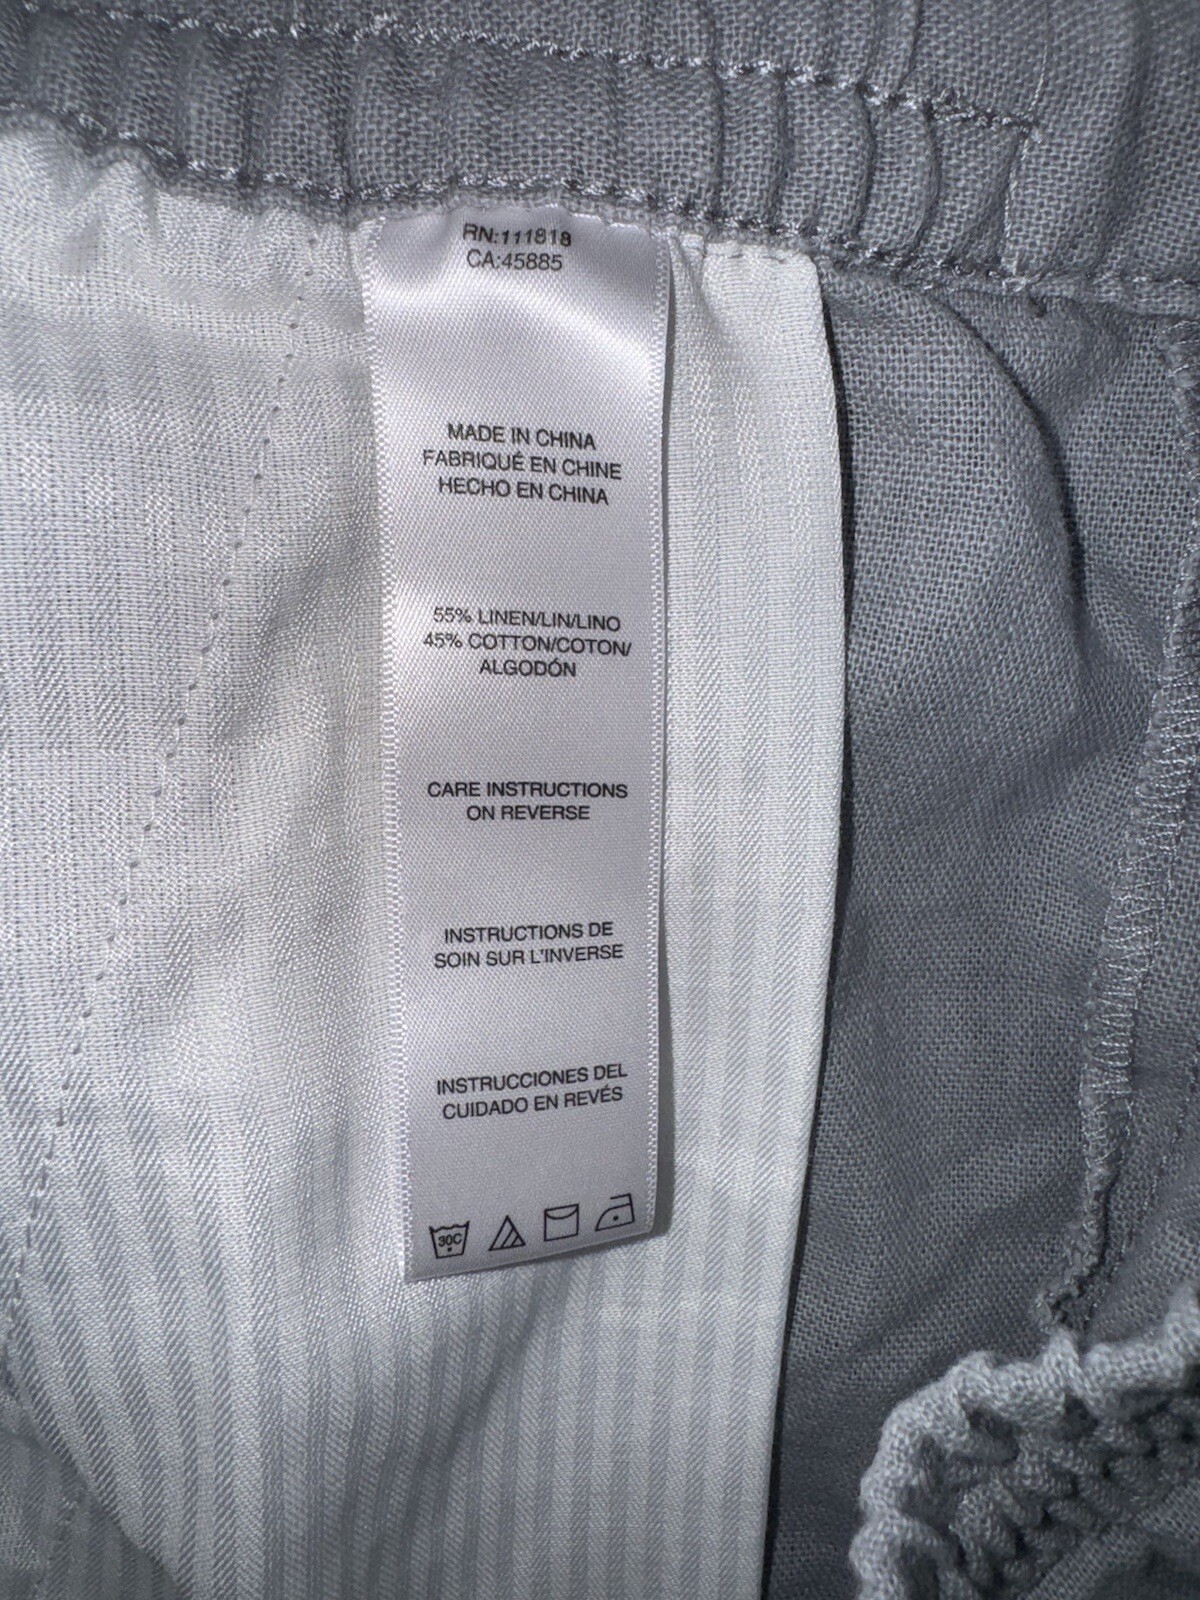 RN:111818
CA:45885
MADE IN CHINA
FABRIQUÉ EN CHINE
HECHO EN CHINA
55% LINEN/LIN/LINO
45% COTTON/COTON/
ALGODÓN
CARE INSTRUCTIONS
ON REVERSE
INSTRUCTIONS DE
SOIN SUR L'INVERSE
INSTRUCCIONES DEL
CUIDADO EN REVÉS
30C